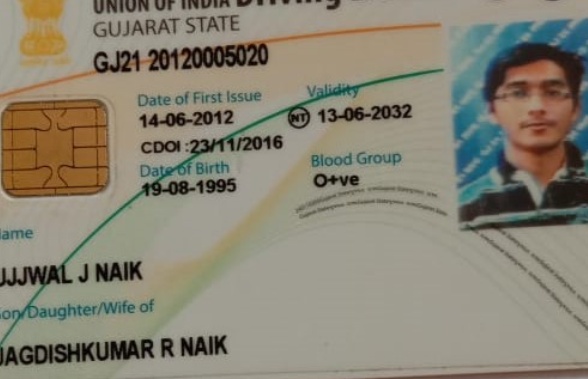 UNION OF INDIA Driving
GUJARAT STATE
GJ21 20120005020
Date of First Issue
Validity
14-06-2012
NT 13-06-2032
CDOI :23/11/2016
Date of Birth
Blood Group
19-08-1995
O+ve
ame
UJJWAL J NAIK
on/Daughter/Wife of
JAGDISHKUMAR R NAIK